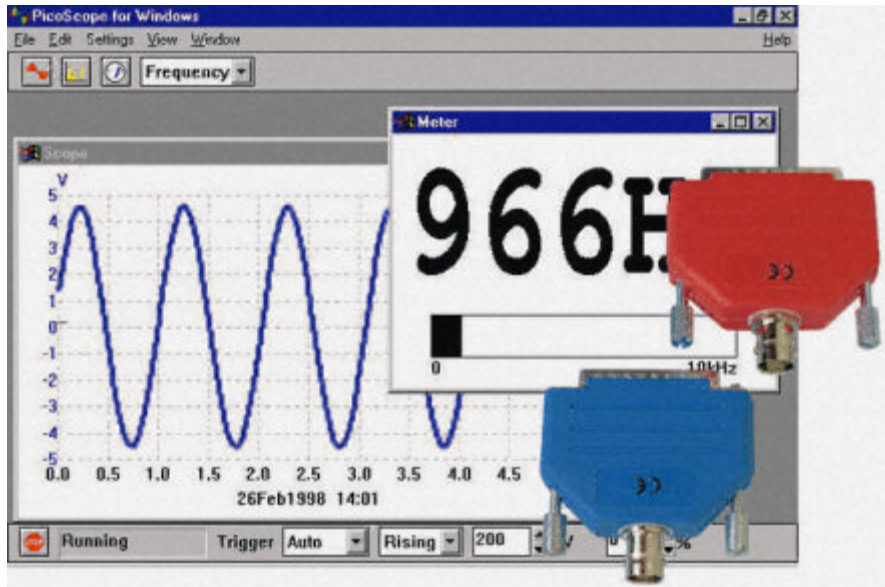 PicoScope for Windows
File Edit Settings View Window Help
Frequency
Meter
966H
0 10kHz
Scope
V
5
4
3
2
1
0
-1
-2
-3
-4
-5
0.0 0.5 1.0 1.5 2.0 2.5 3.0 3.5 4.0 4.5
26Feb1998 14:01
CE
CE
Running Trigger Auto Rising 200 %